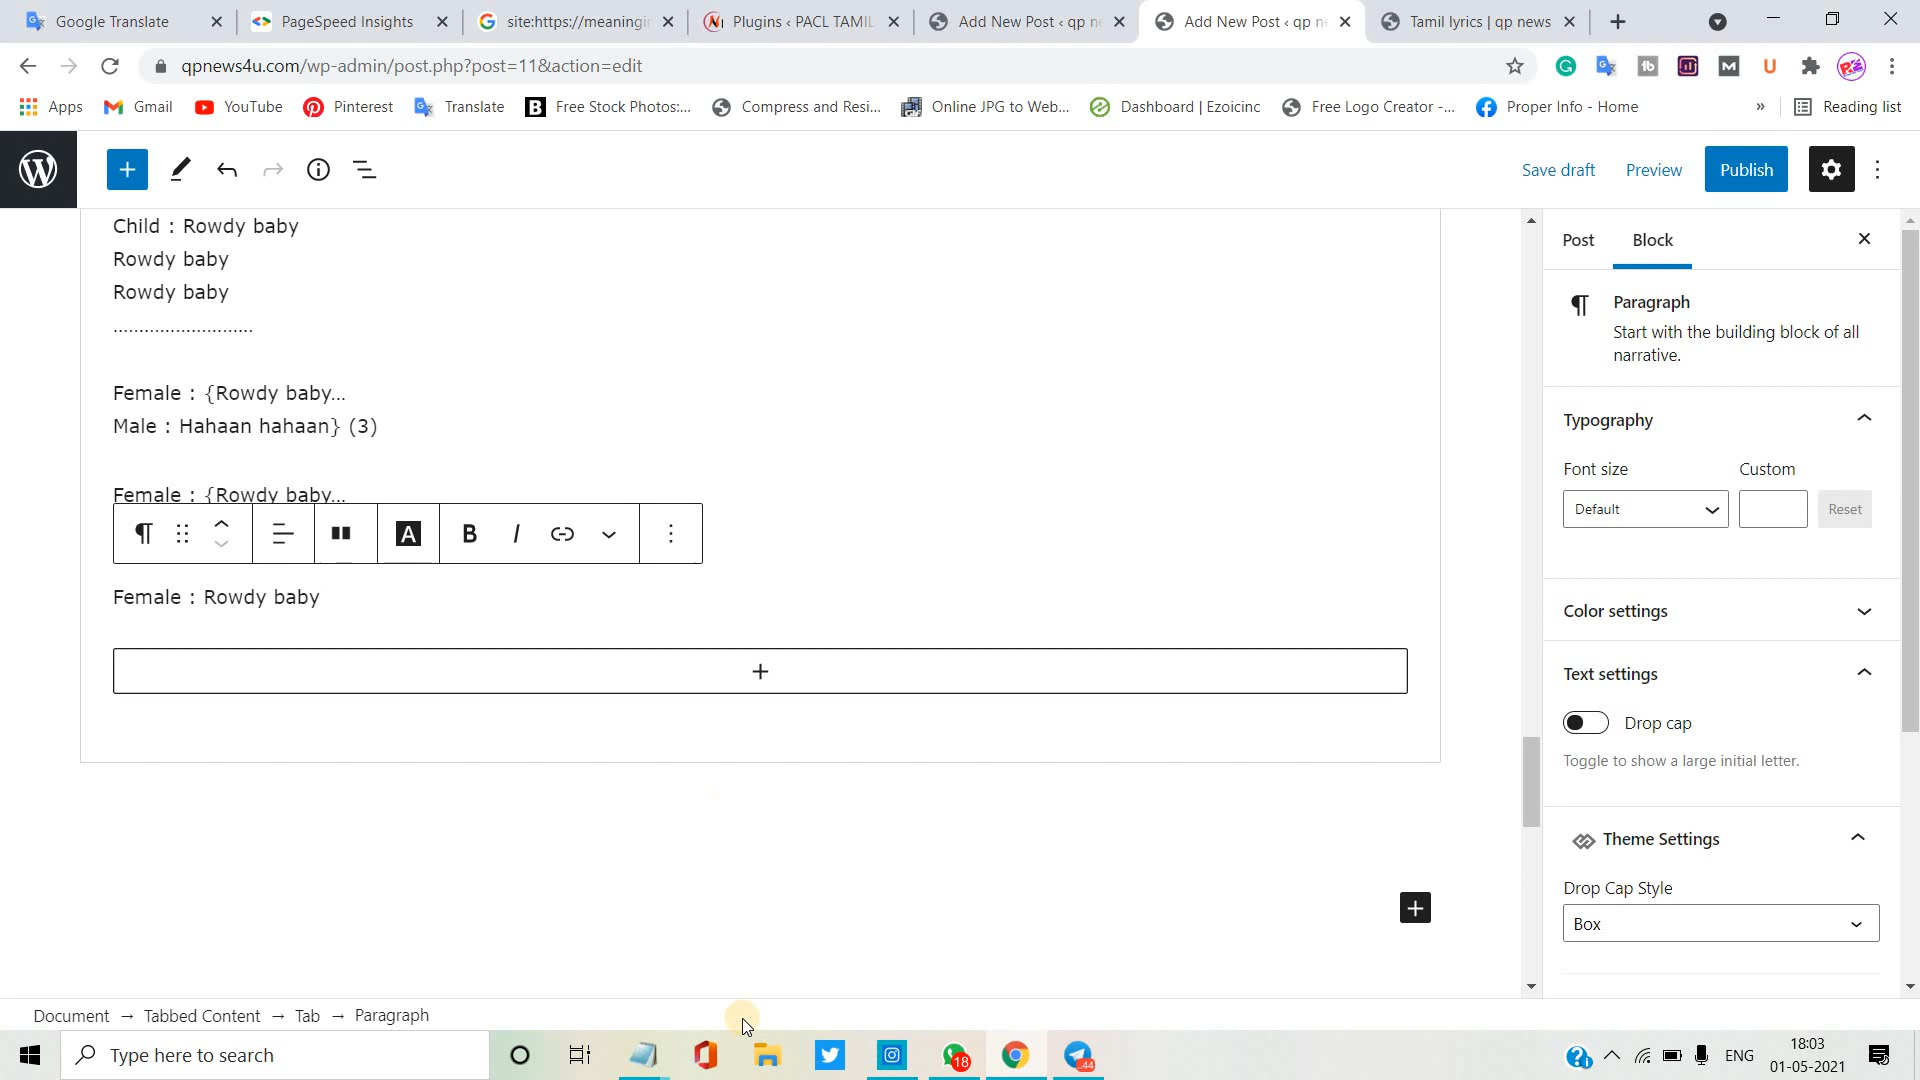 Google Translate
PageSpeed Insights
site:https://meaningi
Plugins ‹ PACL TAMIL
Add New Post ‹ qp n
Add New Post ‹ qp n
Tamil lyrics | qp news
qpnews4u.com/wp-admin/post.php?post=11&action=edit
Apps
Gmail
YouTube
Pinterest
Translate
Free Stock Photos:...
Compress and Resi...
Online JPG to Web...
Dashboard | Ezoicinc
Free Logo Creator -...
Proper Info - Home
»
Reading list
Save draft
Preview
Publish
Child : Rowdy baby
Rowdy baby
Rowdy baby
...........................
Female : {Rowdy baby...
Male : Hahaan hahaan} (3)
Female : {Rowdy baby...
A B I
Female : Rowdy baby
Post
Block
Paragraph
Start with the building block of all
narrative.
Typography
Font size
Custom
Default
Reset
Color settings
Text settings
Drop cap
Toggle to show a large initial letter.
Theme Settings
Drop Cap Style
Box
Document → Tabbed Content → Tab → Paragraph
Type here to search
18
44
ENG
18:03
01-05-2021